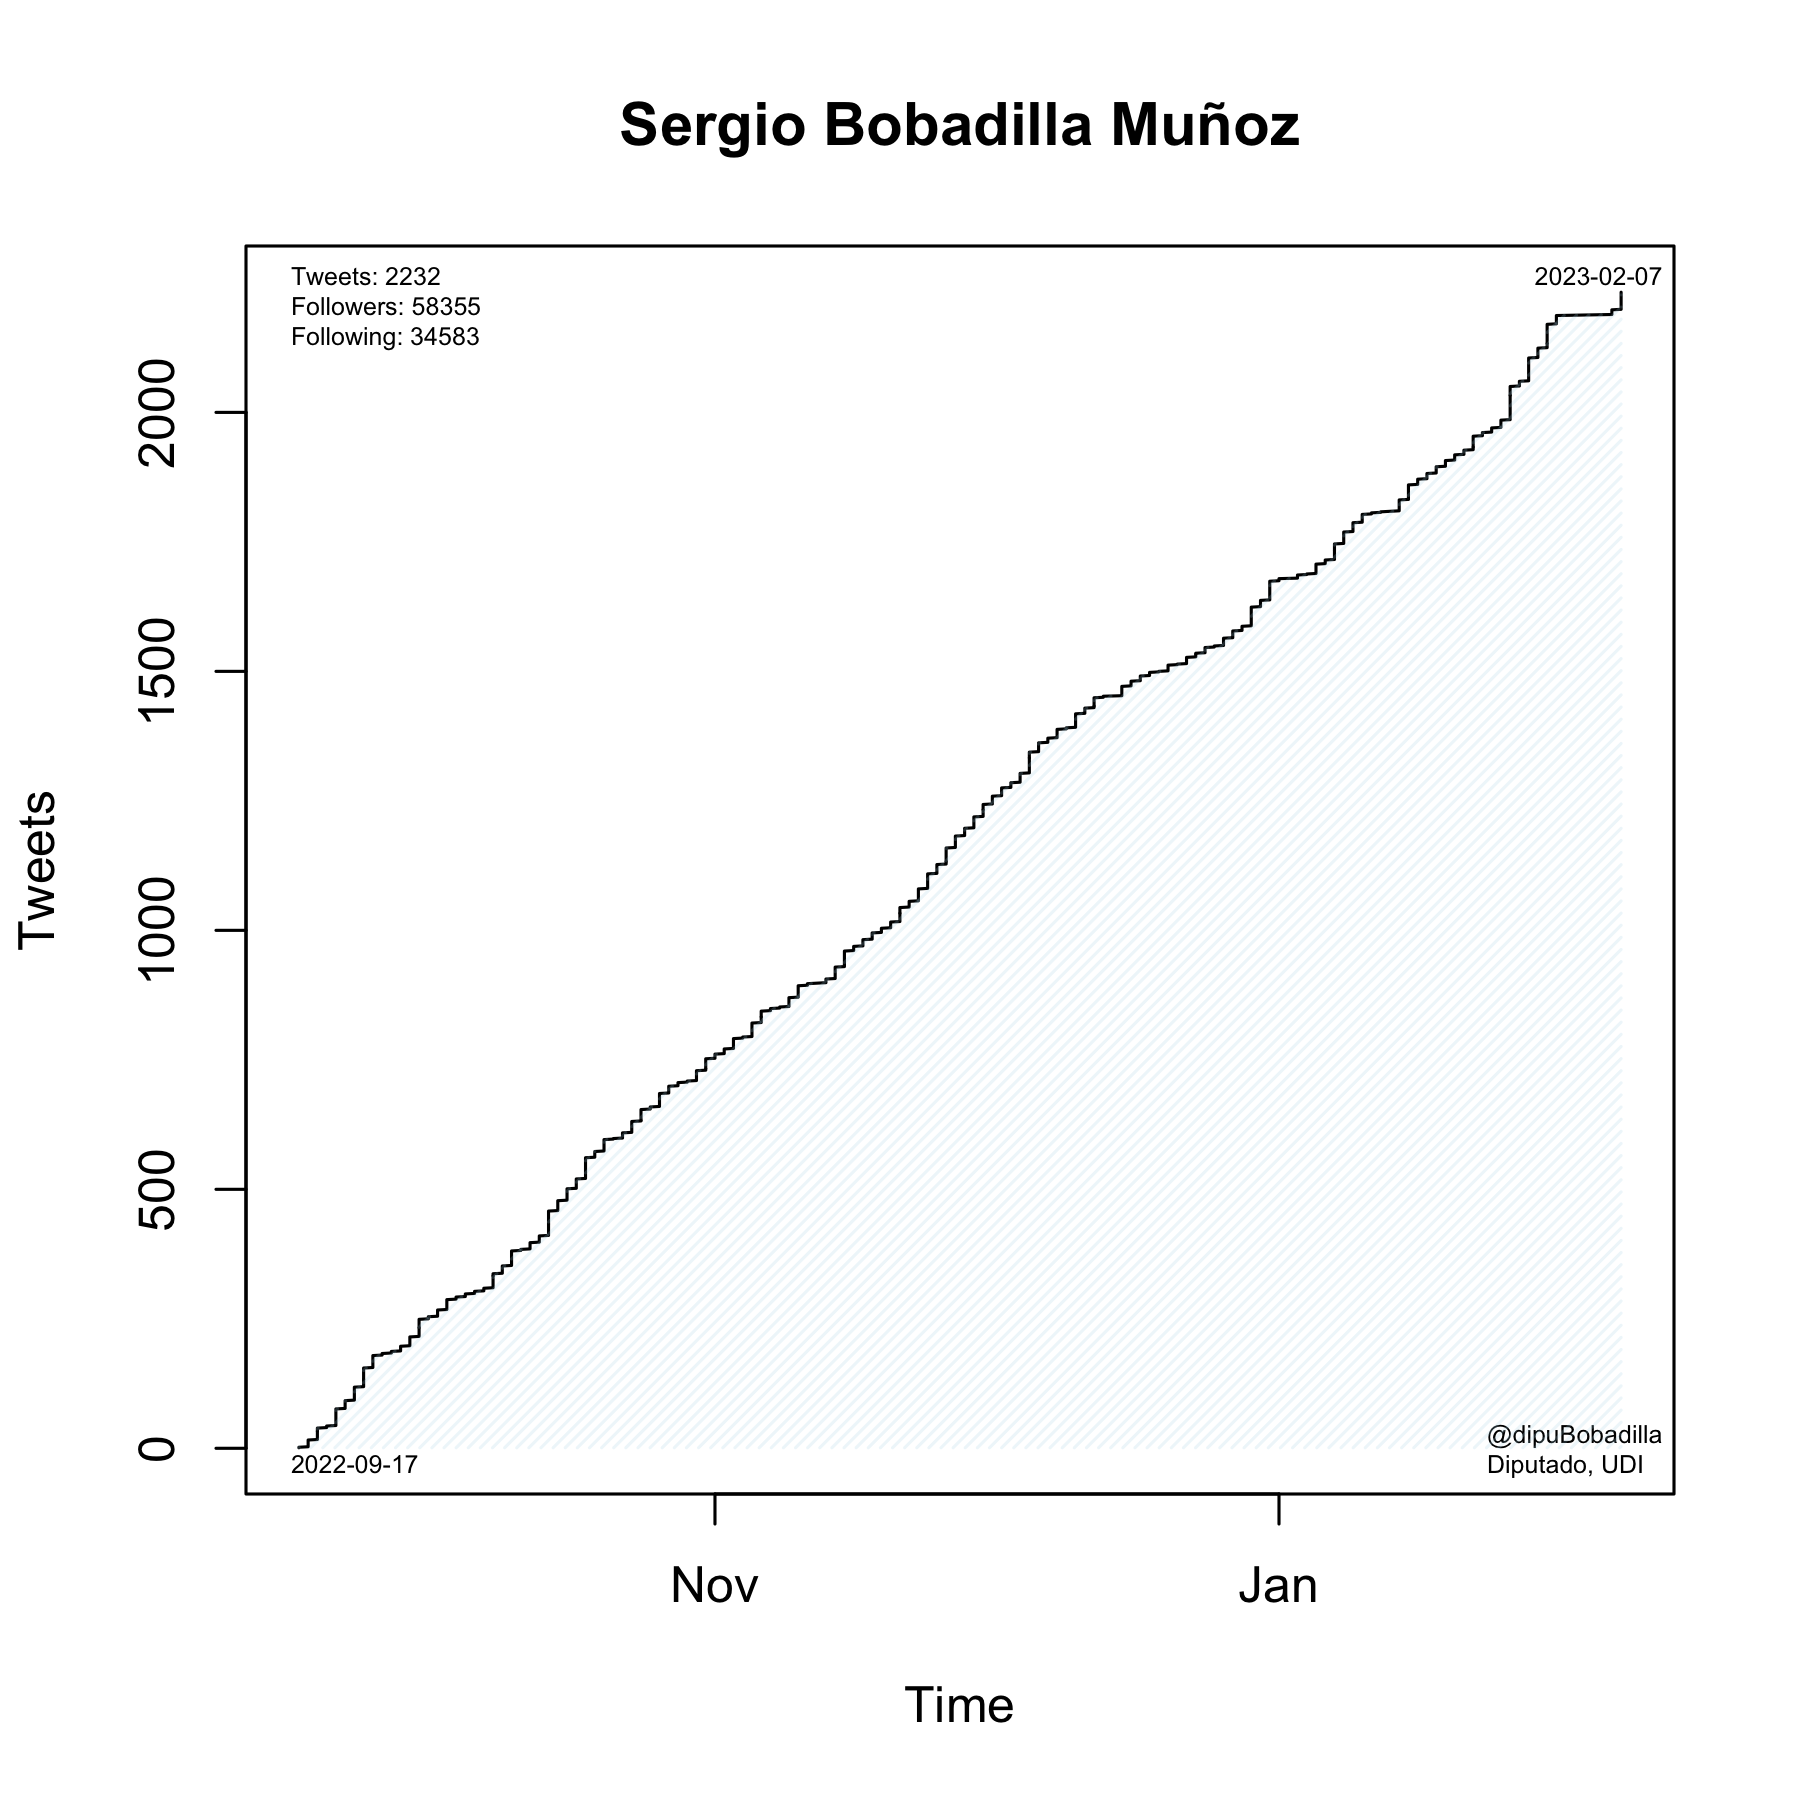 Sergio Bobadilla Muñoz
Tweets: 2232
Followers: 58355
Following: 34583
2023-02-07
2000
1500
1000
500
0
Tweets
2022-09-17
@dipuBobadilla
Diputado, UDI
Nov
Jan
Time